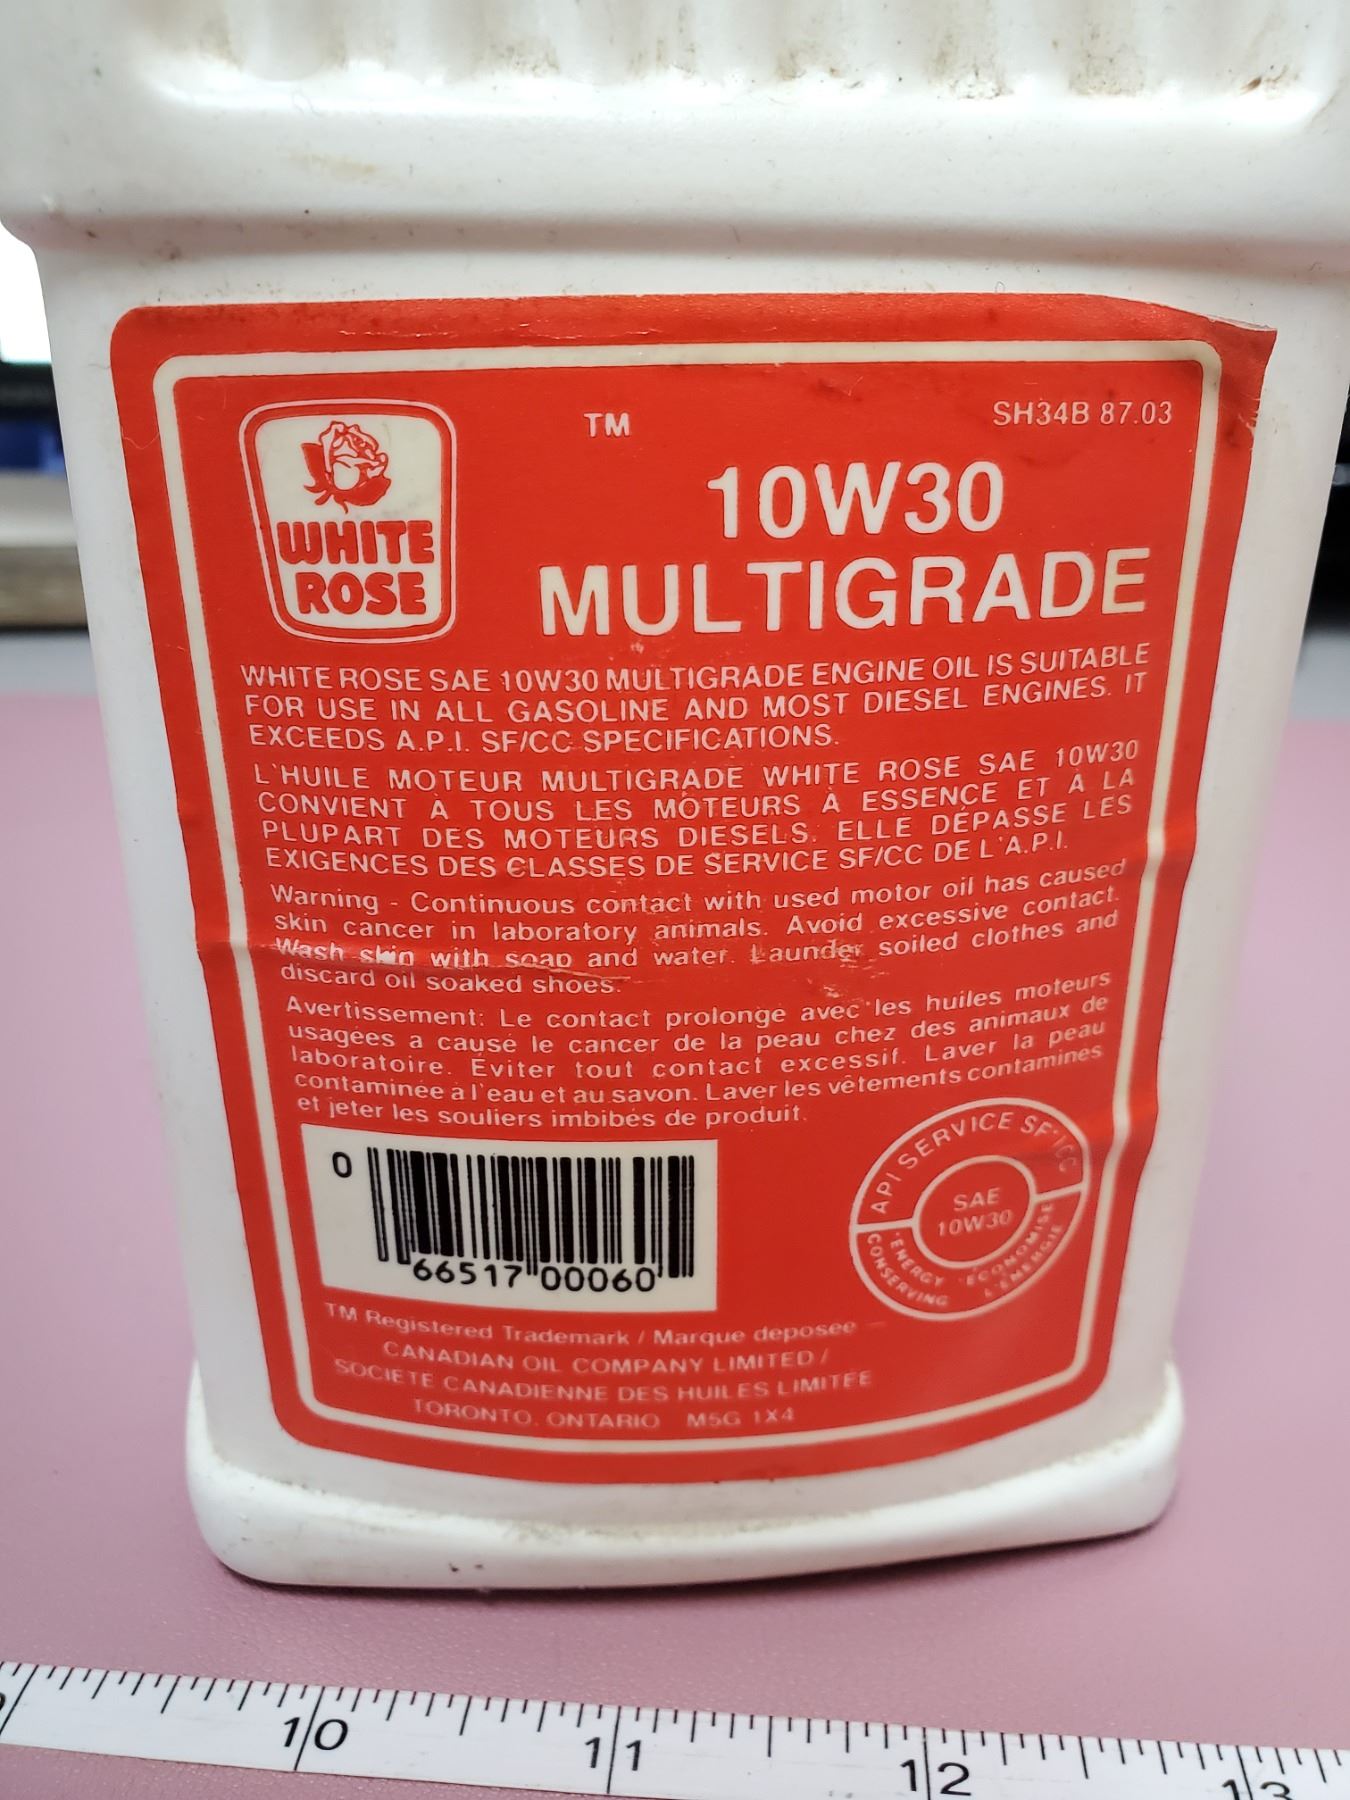 WHITE
ROSE
TM
SH34B 87.03
10W30
MULTIGRADE
WHITE ROSE SAE 10W30 MULTIGRADE ENGINE OIL IS SUITABLE
FOR USE IN ALL GASOLINE AND MOST DIESEL ENGINES. IT
EXCEEDS A.P.I. SF/CC SPECIFICATIONS.
L'HUILE MOTEUR MULTIGRADE WHITE ROSE SAE 10W30
CONVIENT À TOUS LES MOTEURS À ESSENCE ET À LA
PLUPART DES MOTEURS DIESELS. ELLE DÉPASSE LES
EXIGENCES DES CLASSES DE SERVICE SF/CC DE L'A.P.I.
Warning - Continuous contact with used motor oil has caused
skin cancer in laboratory animals. Avoid excessive contact.
Wash skin with soap and water. Launder soiled clothes and
discard oil soaked shoes.
Avertissement: Le contact prolongé avec les huiles moteurs
usagées a causé le cancer de la peau chez des animaux de
laboratoire. Éviter tout contact excessif. Laver la peau
contaminée à l'eau et au savon. Laver les vêtements contaminés
et jeter les souliers imbibés de produit.
0
66517 00060
API SERVICE SF/CC
SAE
10W30
ENERGY
CONSERVING
ÉCONOMISE
L'ÉNERGIE
TM Registered Trademark / Marque déposée –
CANADIAN OIL COMPANY LIMITED /
SOCIÉTÉ CANADIENNE DES HUILES LIMITÉE
TORONTO, ONTARIO M5G 1X4
10 11 12 13